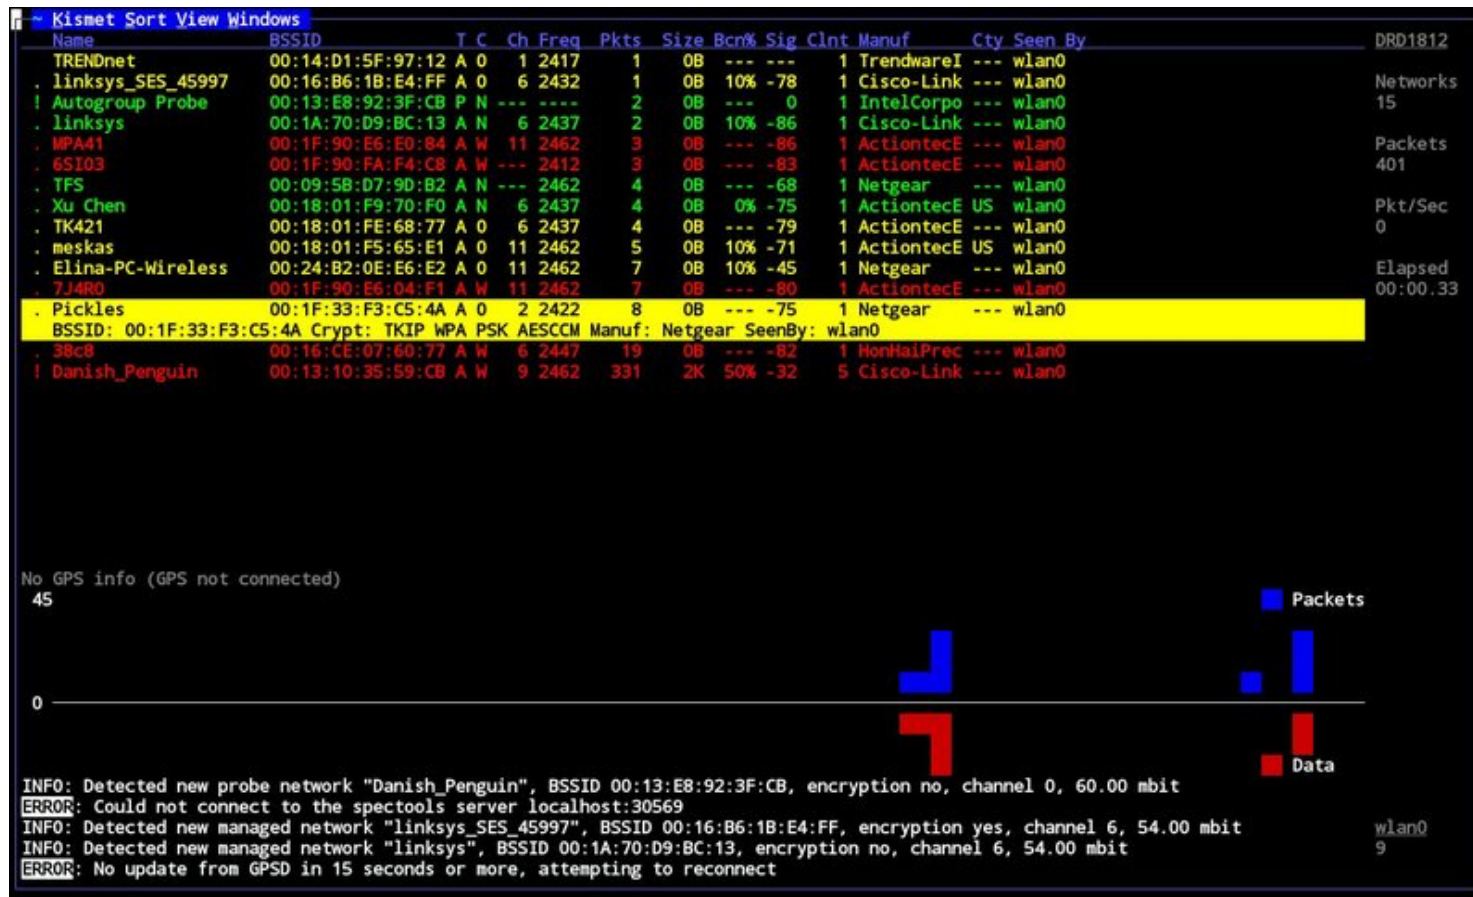 ~ Kismet Sort View Windows
Name BSSID T C Ch Freq Pkts Size Bcn% Sig Clnt Manuf Cty Seen By DRD1812
TRENDnet 00:14:D1:5F:97:12 A O 1 2417 1 0B --- --- 1 TrendwareI --- wlan0
. linksys_SES_45997 00:16:B6:1B:E4:FF A O 6 2432 1 0B 10% -78 1 Cisco-Link --- wlan0 Networks
! Autogroup Probe 00:13:E8:92:3F:CB P N --- ---- 2 0B --- 0 1 IntelCorpo --- wlan0 15
. linksys 00:1A:70:D9:BC:13 A N 6 2437 2 0B 10% -86 1 Cisco-Link --- wlan0
. MPA41 00:1F:90:E6:E0:84 A W 11 2462 3 0B --- -86 1 ActiontecE --- wlan0 Packets
. 6SI03 00:1F:90:FA:F4:C8 A W --- 2412 3 0B --- -83 1 ActiontecE --- wlan0 401
. TFS 00:09:5B:D7:9D:B2 A N --- 2462 4 0B --- -68 1 Netgear --- wlan0
. Xu Chen 00:18:01:F9:70:F0 A N 6 2437 4 0B 0% -75 1 ActiontecE US wlan0 Pkt/Sec
. TK421 00:18:01:FE:68:77 A O 6 2437 4 0B --- -79 1 ActiontecE --- wlan0 0
. meskas 00:18:01:F5:65:E1 A O 11 2462 5 0B 10% -71 1 ActiontecE US wlan0
. Elina-PC-Wireless 00:24:B2:0E:E6:E2 A O 11 2462 7 0B 10% -45 1 Netgear --- wlan0 Elapsed
. 7J4R0 00:1F:90:E6:04:F1 A W 11 2462 7 0B --- -80 1 ActiontecE --- wlan0 00:00.33
. Pickles 00:1F:33:F3:C5:4A A O 2 2422 8 0B --- -75 1 Netgear --- wlan0
BSSID: 00:1F:33:F3:C5:4A Crypt: TKIP WPA PSK AESCCM Manuf: Netgear SeenBy: wlan0
. 38c8 00:16:CE:07:60:77 A W 6 2447 19 0B --- -82 1 HonHaiPrec --- wlan0
! Danish_Penguin 00:13:10:35:59:CB A W 9 2462 331 2K 50% -32 5 Cisco-Link --- wlan0
No GPS info (GPS not connected)
45 Packets
0
Data
INFO: Detected new probe network "Danish_Penguin", BSSID 00:13:E8:92:3F:CB, encryption no, channel 0, 60.00 mbit
ERROR: Could not connect to the spectools server localhost:30569
INFO: Detected new managed network "linksys_SES_45997", BSSID 00:16:B6:1B:E4:FF, encryption yes, channel 6, 54.00 mbit wlan0
INFO: Detected new managed network "linksys", BSSID 00:1A:70:D9:BC:13, encryption no, channel 6, 54.00 mbit 9
ERROR: No update from GPSD in 15 seconds or more, attempting to reconnect